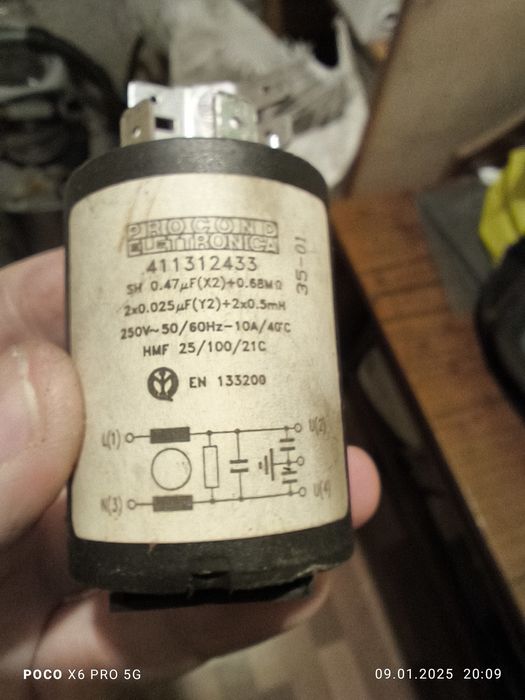 PROCOND
ELETTRONICA
411312433
35-01
SH 0.47µF(X2)+0.68MΩ
2x0.025µF(Y2)+2x0.5mH
250V~50/60Hz-10A/40°C
HMF 25/100/21C
EN 133200
L(1)
U(2)
N(3)
U(4)
POCO X6 PRO 5G
09.01.2025 20:09